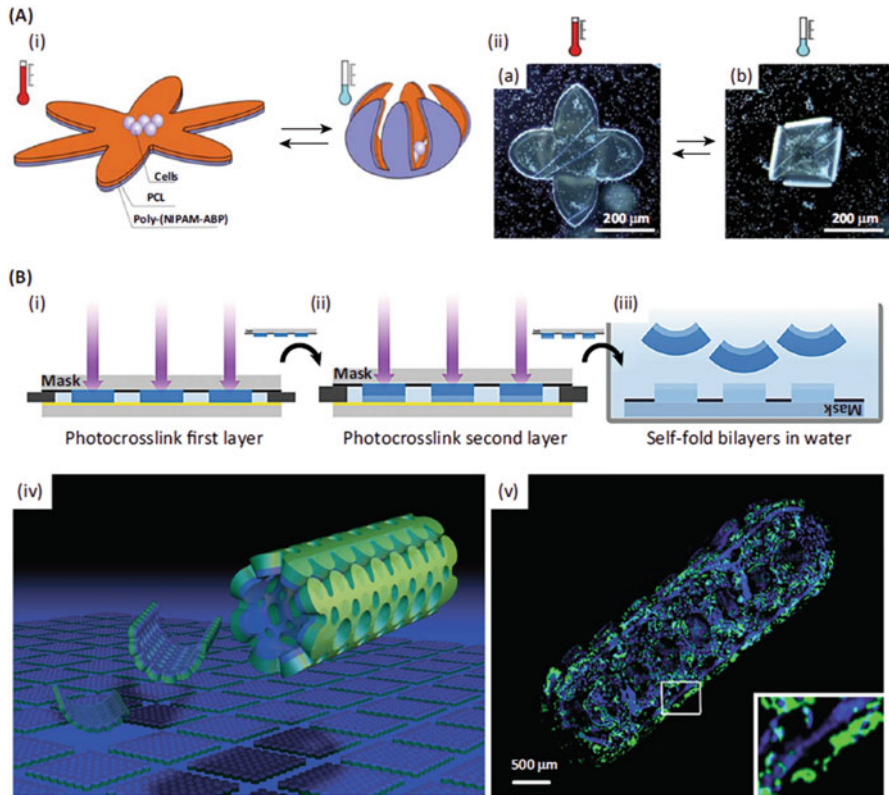 (A)
(i)
Cells
PCL
Poly-(NIPAM-ABP)
(ii)
(a)
200 μm
(b)
200 μm
(B)
(i)
Mask
Photocrosslink first layer
(ii)
Mask
Photocrosslink second layer
(iii)
Mask
Self-fold bilayers in water
(iv)
(v)
500 μm